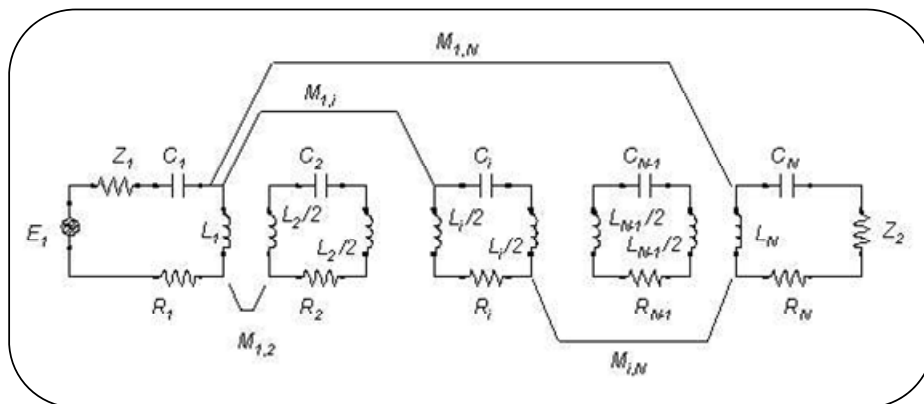 M1,N
M1,i
Z1 C1 C2 Ci CN-1 CN
E1 L1 L2/2 L2/2 Li/2 Li/2 LN-1/2 LN-1/2 LN Z2
R1 R2 Ri RN-1 RN
M1,2 Mi,N